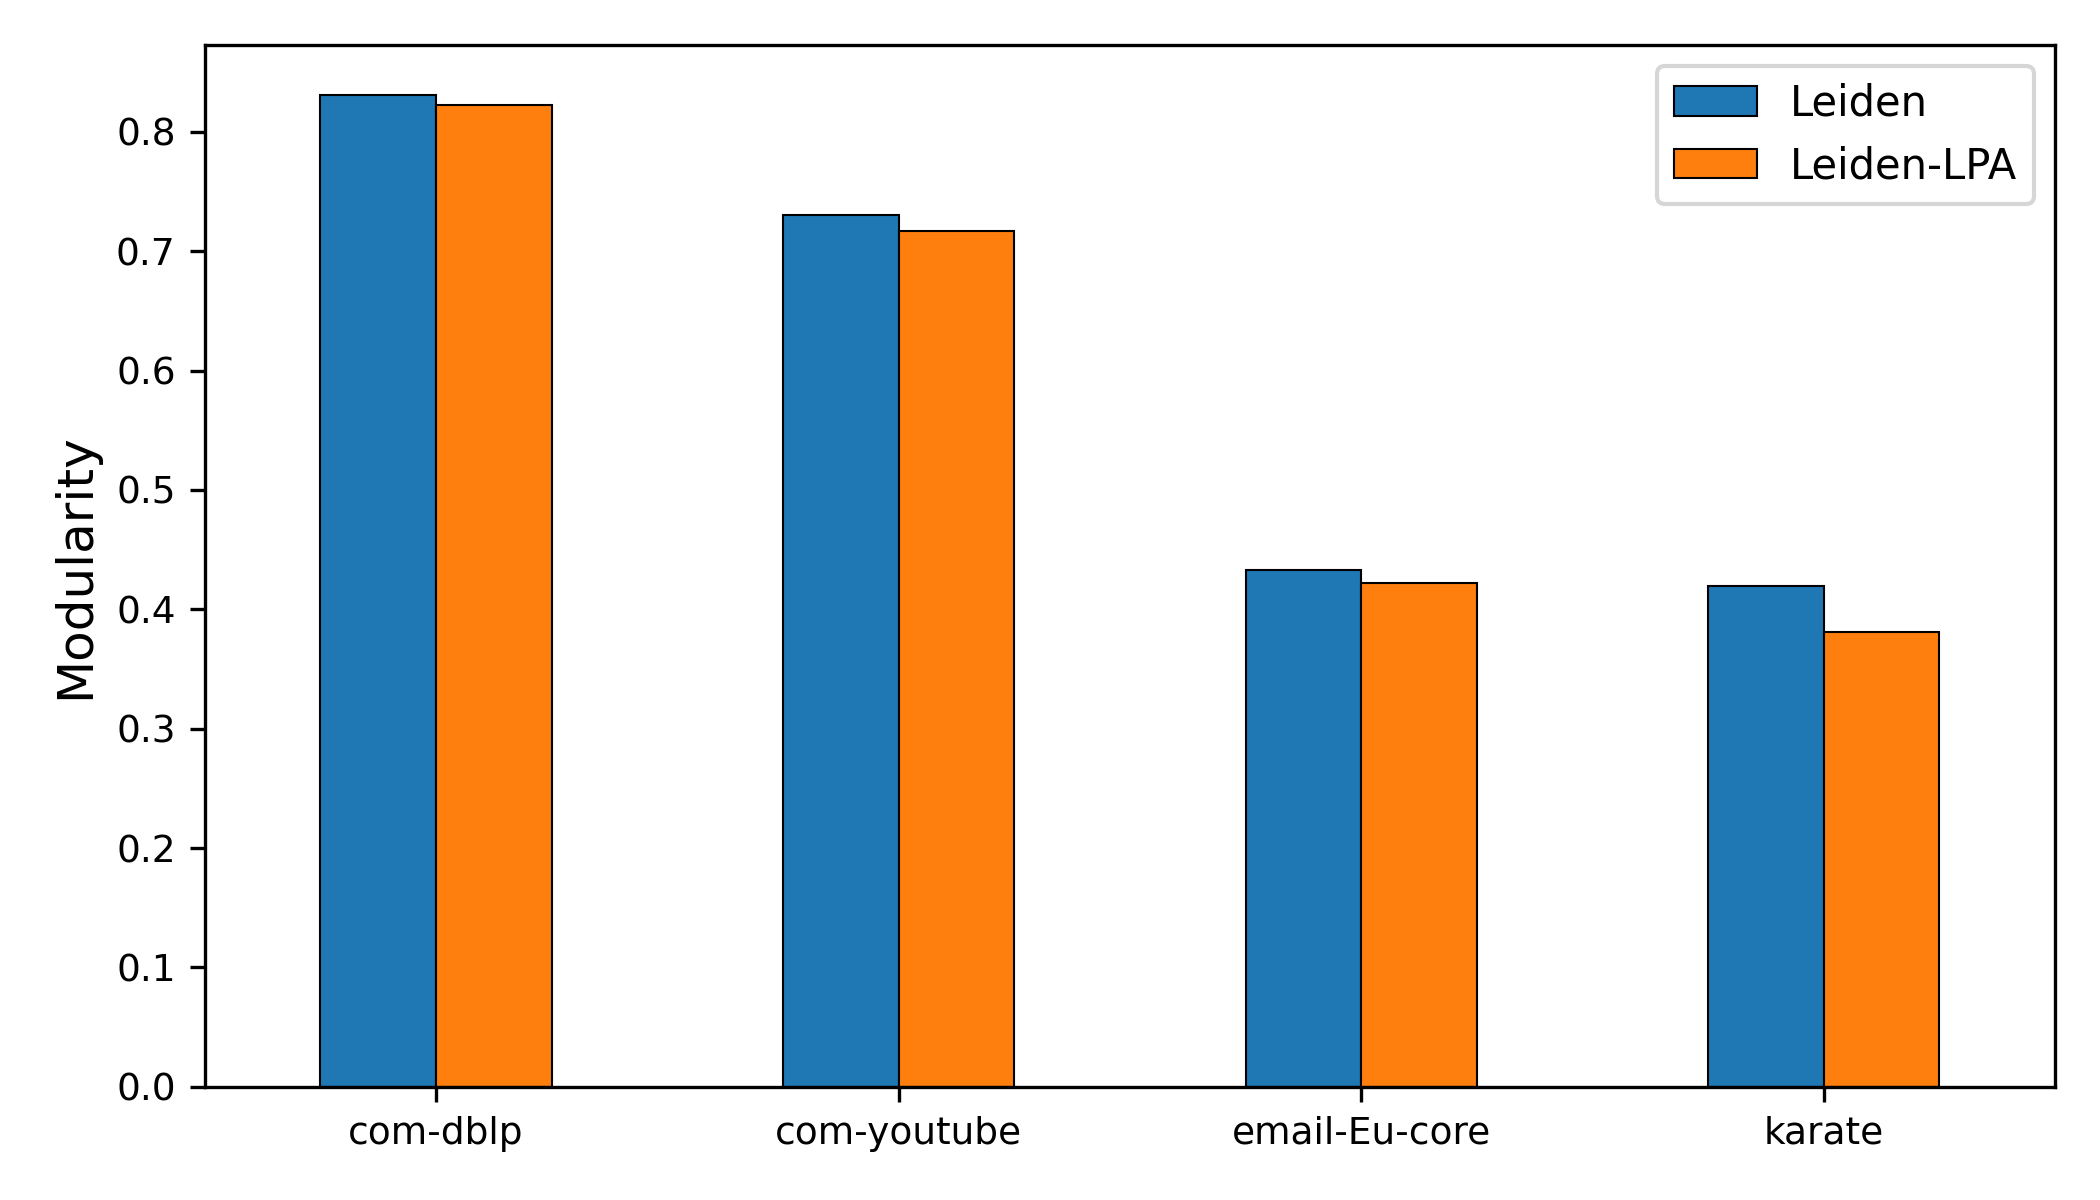 Leiden
Leiden-LPA
0.8
0.7
0.6
0.5
0.4
0.3
0.2
0.1
0.0
Modularity
com-dblp
com-youtube
email-Eu-core
karate